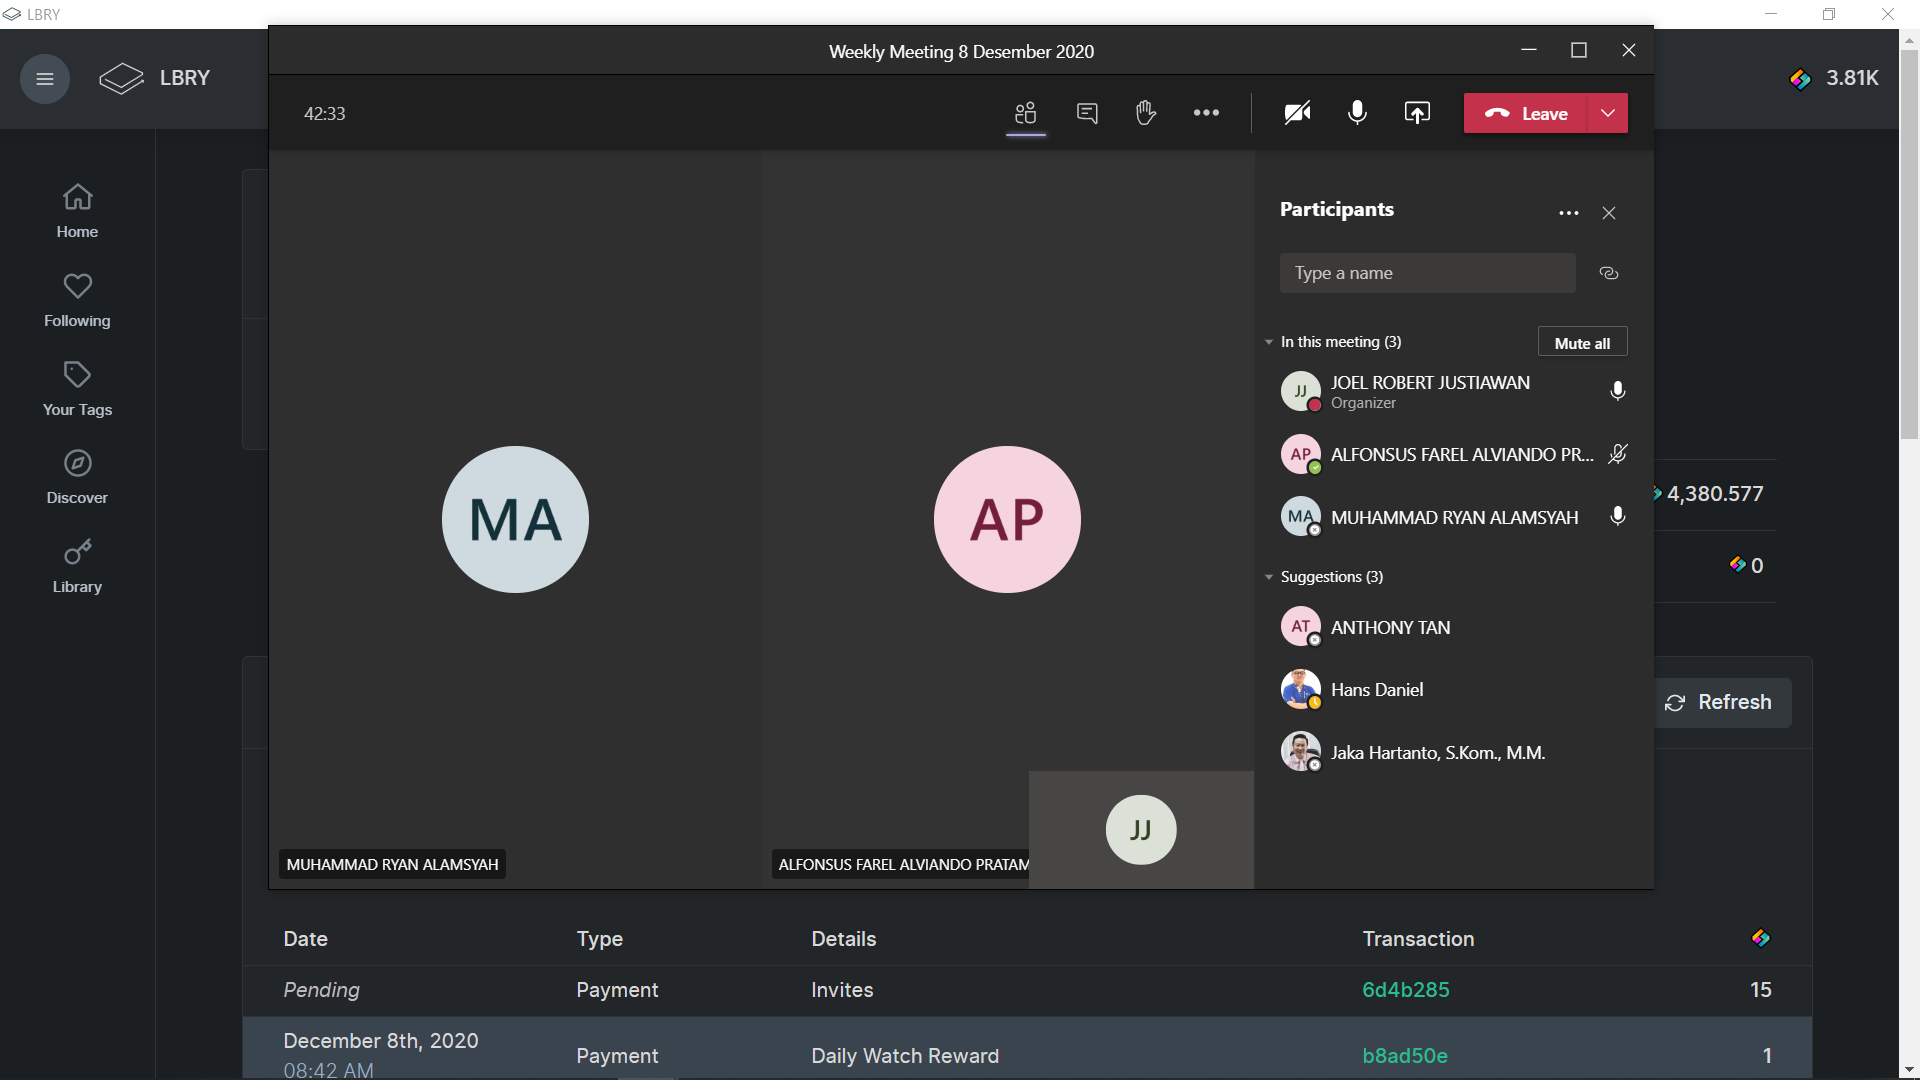 LBRY
Weekly Meeting 8 Desember 2020
LBRY
3.81K
42:33
Leave
Home
Following
Your Tags
Discover
Library
MA
AP
JJ
MUHAMMAD RYAN ALAMSYAH
ALFONSUS FAREL ALVIANDO PRATAM
Participants
Type a name
In this meeting (3)
Mute all
JJ
JOEL ROBERT JUSTIAWAN
Organizer
AP
ALFONSUS FAREL ALVIANDO PR...
MA
MUHAMMAD RYAN ALAMSYAH
Suggestions (3)
AT
ANTHONY TAN
Hans Daniel
Jaka Hartanto, S.Kom., M.M.
4,380.577
0
Refresh
Date Type Details Transaction
Pending Payment Invites 6d4b285 15
December 8th, 2020
08:42 AM
Payment Daily Watch Reward b8ad50e 1